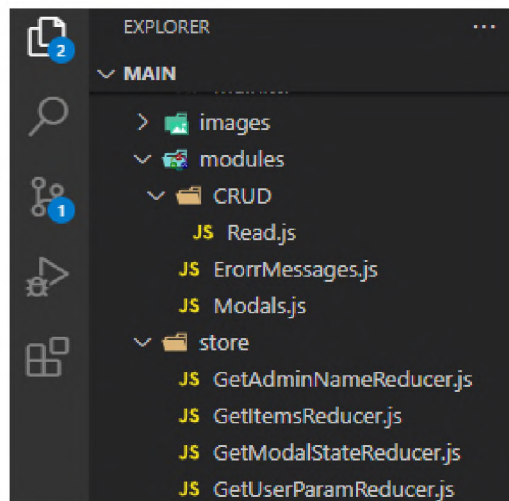 EXPLORER ...
2
MAIN
images
modules
CRUD
1
JS Read.js
JS ErorrMessages.js
JS Modals.js
store
JS GetAdminNameReducer.js
JS GetItemsReducer.js
JS GetModalStateReducer.js
JS GetUserParamReducer.js